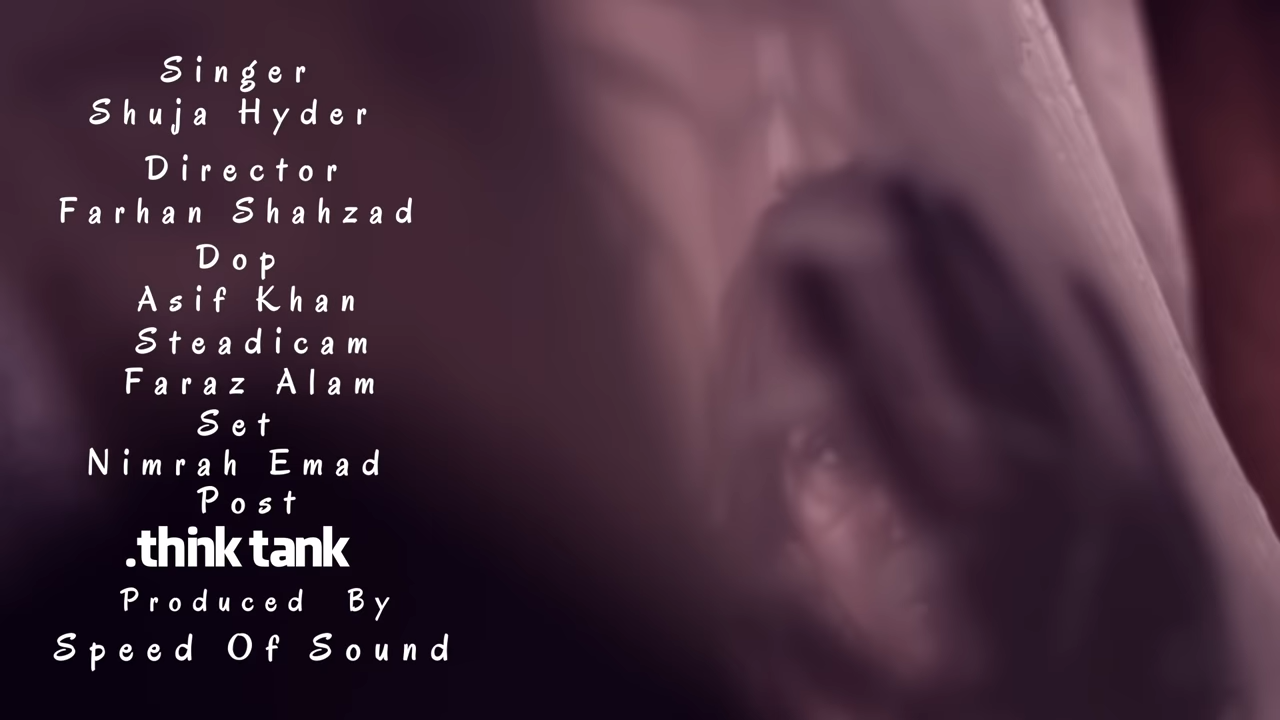 Singer
Shuja Hyder
Director
Farhan Shahzad
Dop
Asif Khan
Steadicam
Faraz Alam
Set
Nimrah Emad
Post
.think tank
Produced By
Speed Of Sound